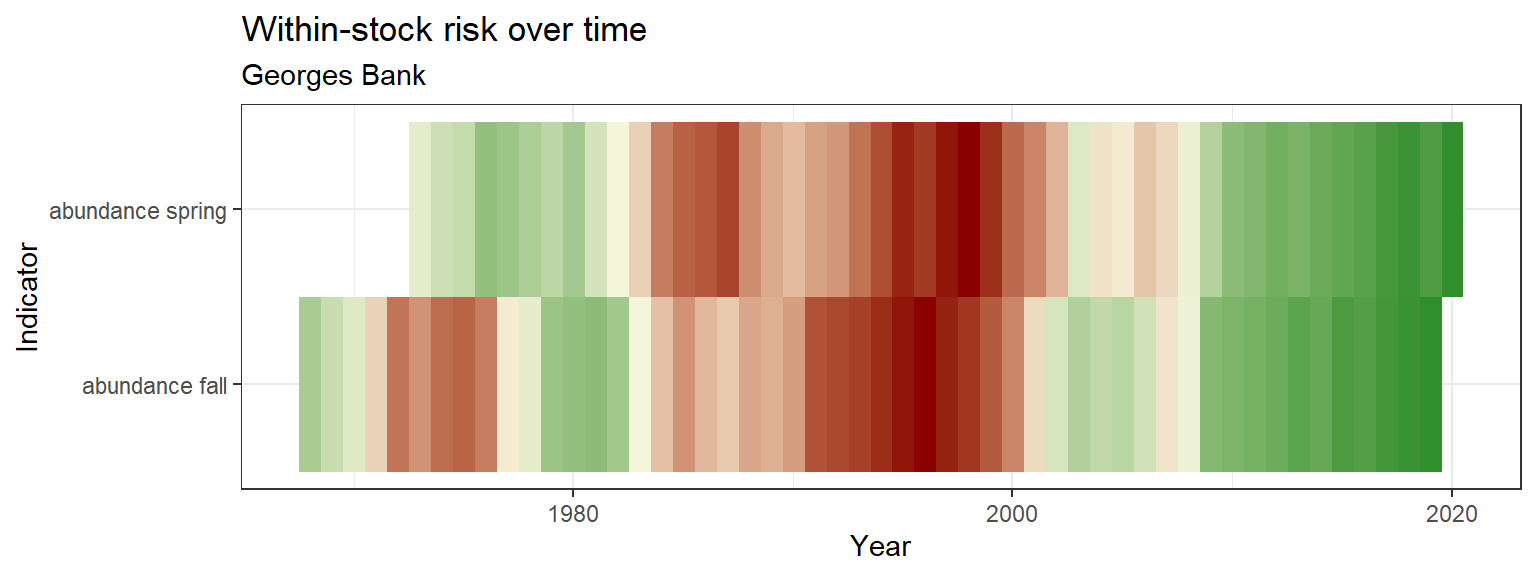 Within-stock risk over time
Georges Bank
Indicator
abundance spring
abundance fall
1980
2000
2020
Year